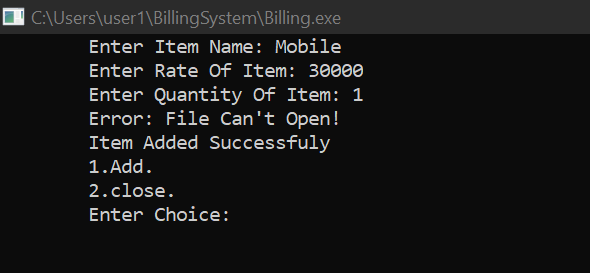 C:\Users\user1\BillingSystem\Billing.exe
Enter Item Name: Mobile
Enter Rate Of Item: 30000
Enter Quantity Of Item: 1
Error: File Can't Open!
Item Added Successfuly
1.Add.
2.close.
Enter Choice: